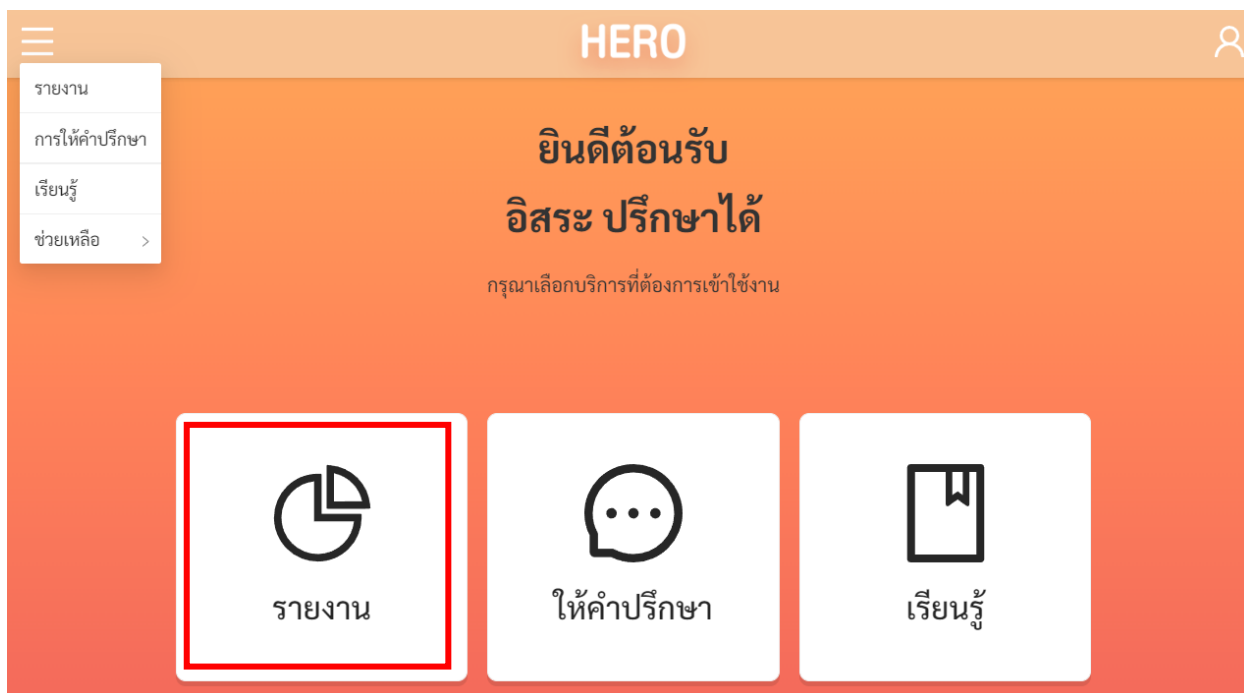 HERO
รายงาน
การให้คำปรึกษา
เรียนรู้
ช่วยเหลือ >
ยินดีต้อนรับ
อิสระ ปรึกษาได้
กรุณาเลือกบริการที่ต้องการเข้าใช้งาน
รายงาน
ให้คำปรึกษา
เรียนรู้